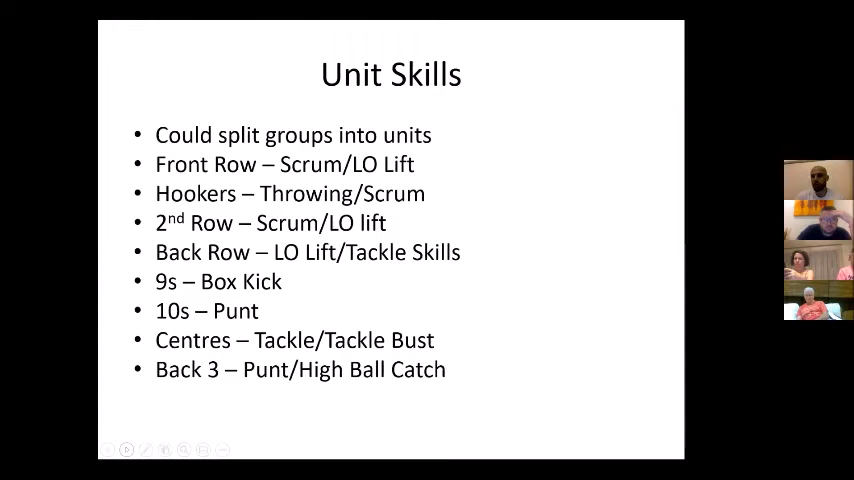 Unit Skills
• Could split groups into units
• Front Row – Scrum/LO Lift
• Hookers – Throwing/Scrum
• 2nd Row – Scrum/LO lift
• Back Row – LO Lift/Tackle Skills
• 9s – Box Kick
• 10s – Punt
• Centres – Tackle/Tackle Bust
• Back 3 – Punt/High Ball Catch